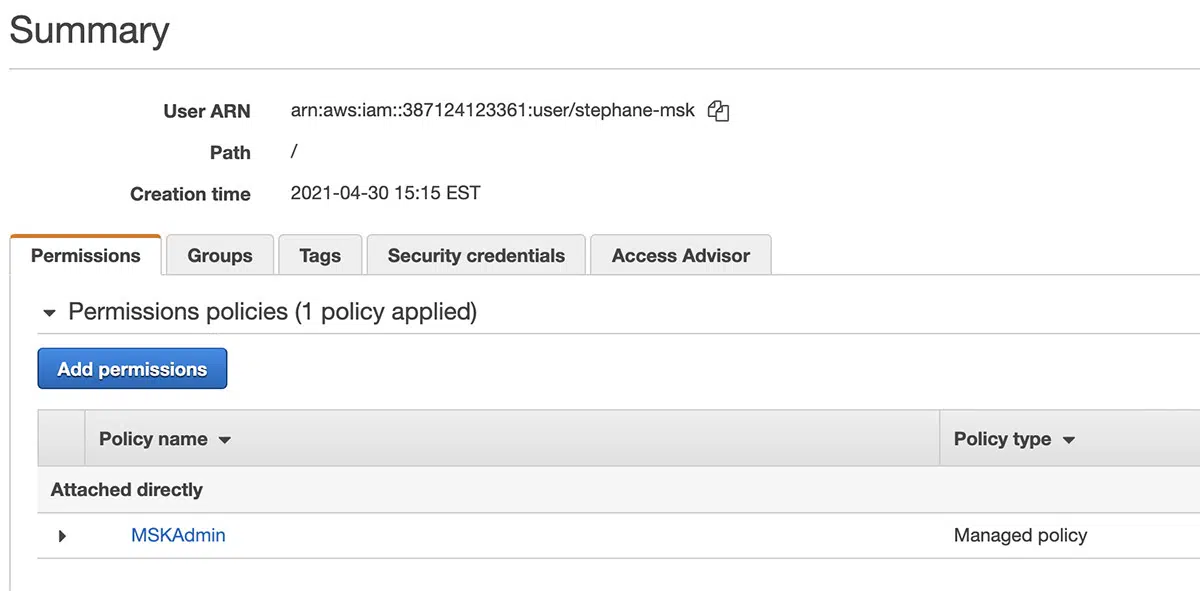 Summary
User ARN arn:aws:iam::387124123361:user/stephane-msk
Path /
Creation time 2021-04-30 15:15 EST
Permissions Groups Tags Security credentials Access Advisor
Permissions policies (1 policy applied)
Add permissions
Policy name Policy type
Attached directly
MSKAdmin Managed policy